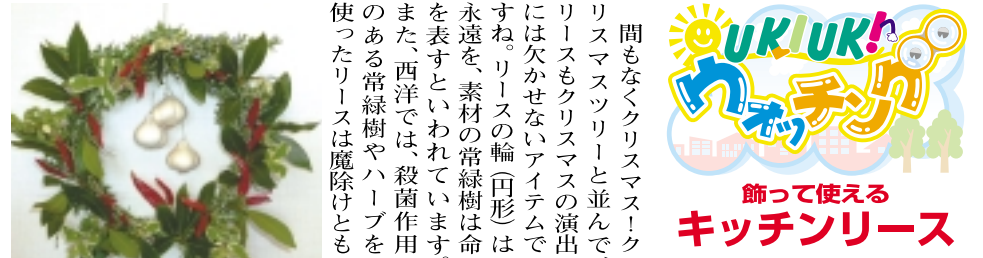 UKIUKI!
ウオッチング
飾って使える
キッチンリース
間もなくクリスマス!ク
リスマスツリーと並んで、
リースもクリスマスの演出
には欠かせないアイテムで
すね。リースの輪(円形)は
永遠を、素材の常緑樹は命
を表すといわれています。
また、西洋では、殺菌作用
のある常緑樹やハーブを
使ったリースは魔除けとも